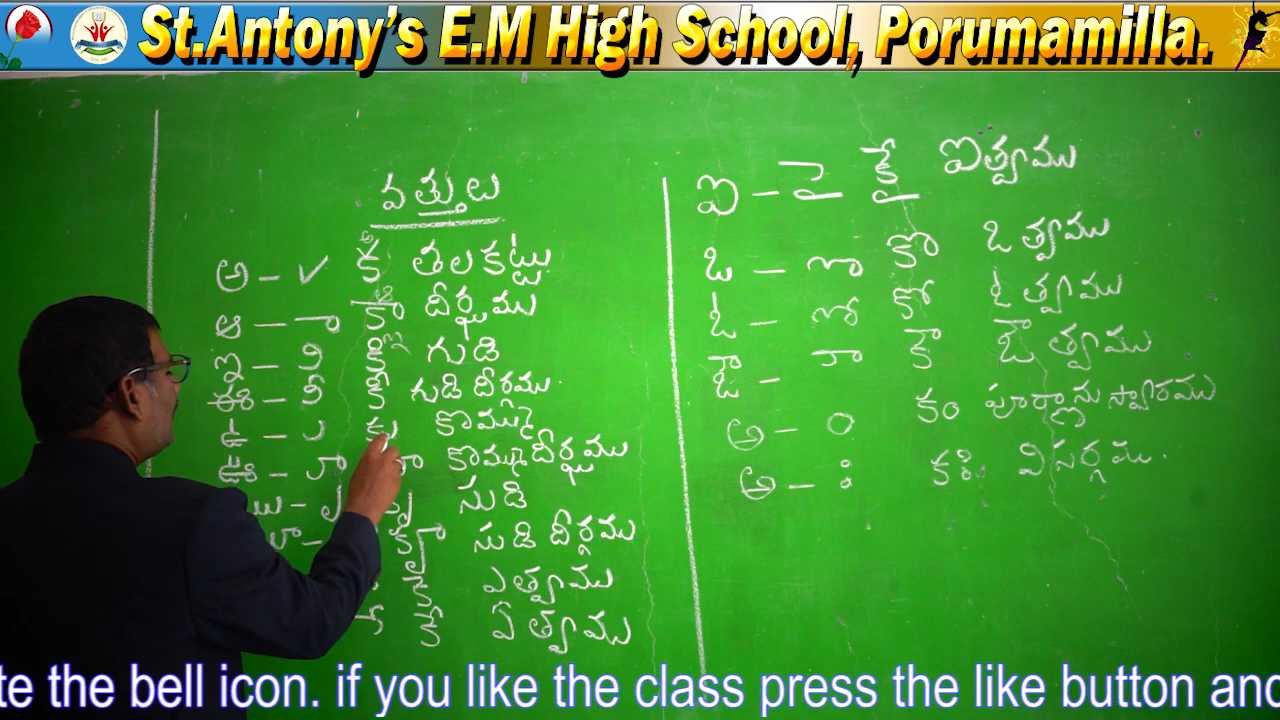 St.Antony's E.M High School, Porumamilla.
వత్తులు
అ - ✓ క తలకట్టు
ఆ - ా కా దీర్ఘము
ఇ - ి కి గుడి
ఈ - ీ కీ గుడి దీర్ఘము.
ఉ - ు కు కొమ్ము
ఊ - ూ కొమ్ముదీర్ఘము
సుడి
సుడి దీర్ఘము
ఎత్వము
ఏత్వము
ఐ - ై కై ఐత్వము
ఒ - ొ కొ ఒత్వము
ఓ - ో కో ఓత్వము
ఔ - ౌ కౌ ఔత్వము
అ - ం కం పూర్ణానుస్వారము
అ - ః కః విసర్గము.
te the bell icon. if you like the class press the like button and